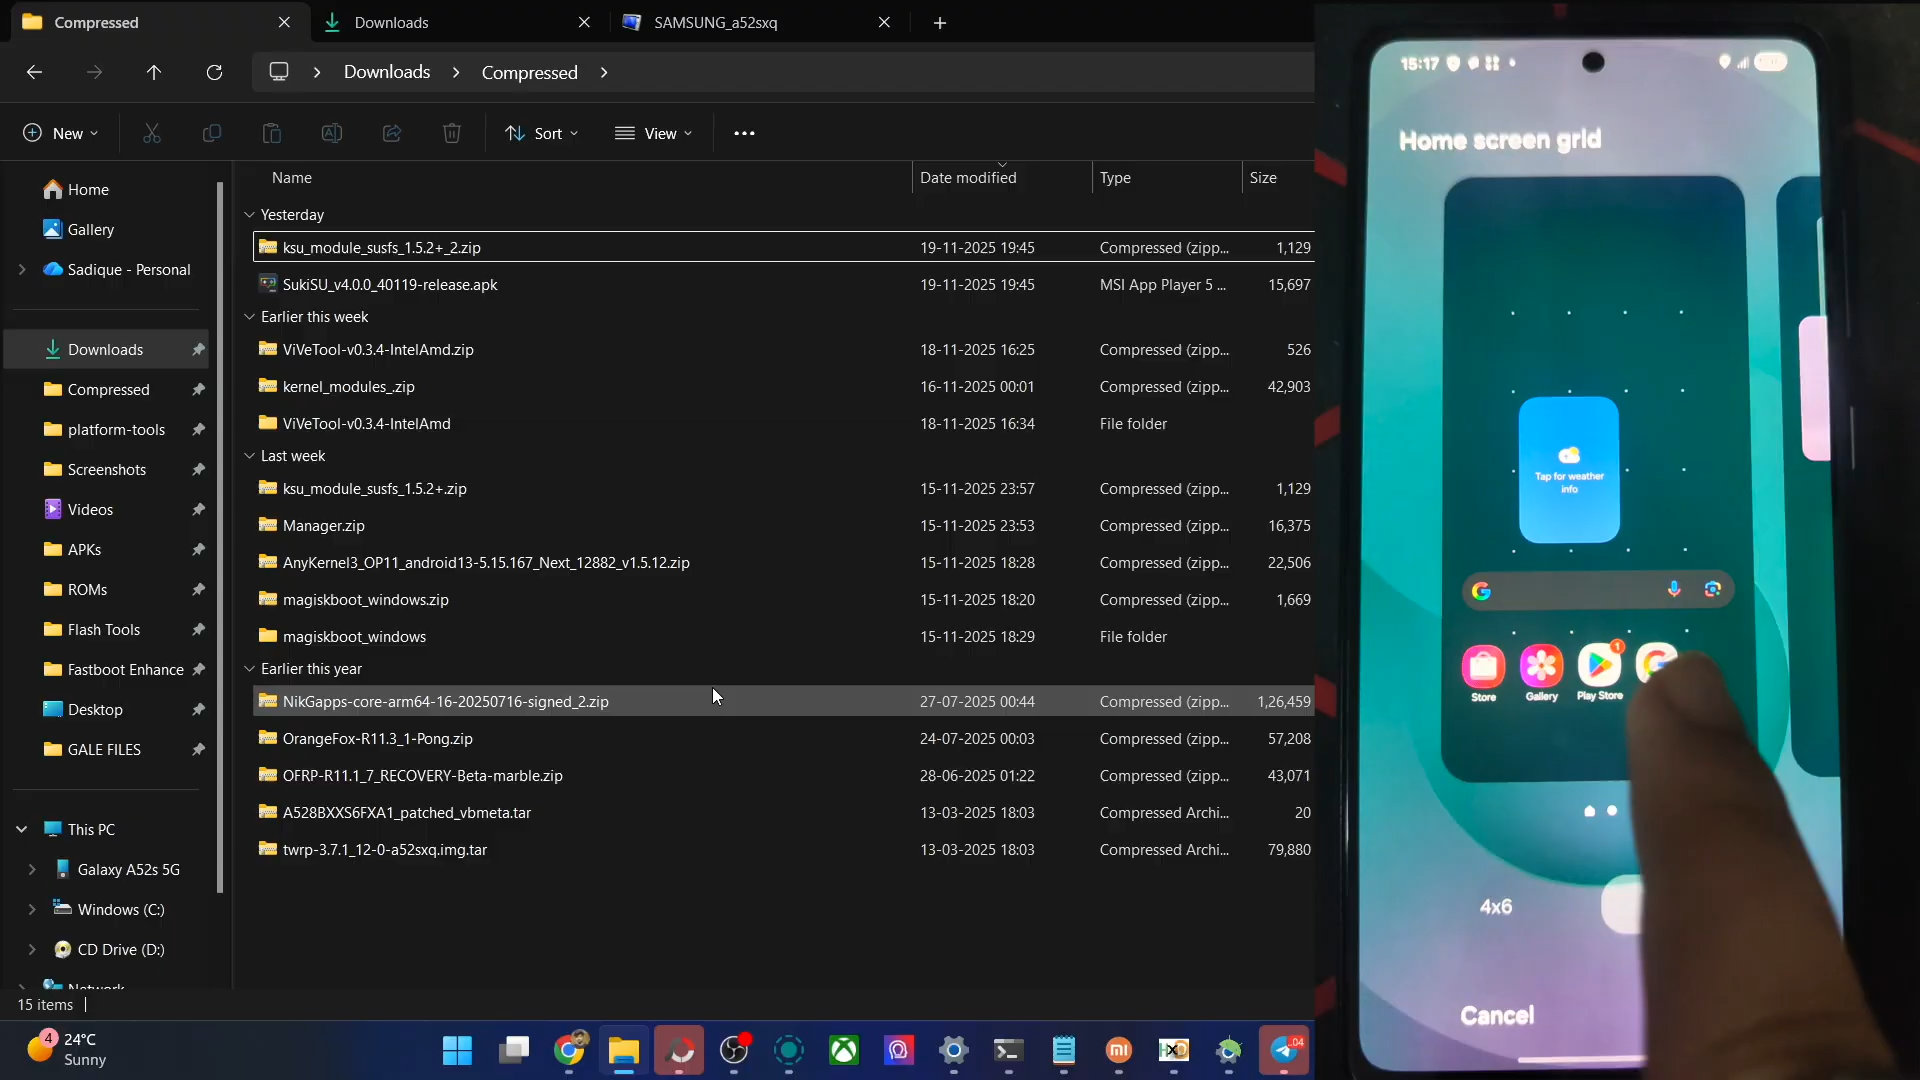 Compressed
Downloads
SAMSUNG_a52sxq
Downloads
Compressed
New
Sort
View
Name
Date modified
Type
Size
Home
Gallery
Sadique - Personal
Downloads
Compressed
platform-tools
Screenshots
Videos
APKs
ROMs
Flash Tools
Fastboot Enhance
Desktop
GALE FILES
This PC
Galaxy A52s 5G
Windows (C:)
CD Drive (D:)
Network
Yesterday
ksu_module_susfs_1.5.2+_2.zip 19-11-2025 19:45 Compressed (zipp... 1,129
SukiSU_v4.0.0_40119-release.apk 19-11-2025 19:45 MSI App Player 5 ... 15,697
Earlier this week
ViVeTool-v0.3.4-IntelAmd.zip 18-11-2025 16:25 Compressed (zipp... 526
kernel_modules_.zip 16-11-2025 00:01 Compressed (zipp... 42,903
ViVeTool-v0.3.4-IntelAmd 18-11-2025 16:34 File folder
Last week
ksu_module_susfs_1.5.2+.zip 15-11-2025 23:57 Compressed (zipp... 1,129
Manager.zip 15-11-2025 23:53 Compressed (zipp... 16,375
AnyKernel3_OP11_android13-5.15.167_Next_12882_v1.5.12.zip 15-11-2025 18:28 Compressed (zipp... 22,506
magiskboot_windows.zip 15-11-2025 18:20 Compressed (zipp... 1,669
magiskboot_windows 15-11-2025 18:29 File folder
Earlier this year
NikGapps-core-arm64-16-20250716-signed_2.zip 27-07-2025 00:44 Compressed (zipp... 1,26,459
OrangeFox-R11.3_1-Pong.zip 24-07-2025 00:03 Compressed (zipp... 57,208
OFRP-R11.1_7_RECOVERY-Beta-marble.zip 28-06-2025 01:22 Compressed (zipp... 43,071
A528BXXS6FXA1_patched_vbmeta.tar 13-03-2025 18:03 Compressed Archi... 20
twrp-3.7.1_12-0-a52sxq.img.tar 13-03-2025 18:03 Compressed Archi... 79,880
15 items
4
24°C
Sunny
mi
HXD
.04
15:17
Home screen grid
Tap for weather
info
G
1
Store
Gallery
Play Store
4x6
Cancel